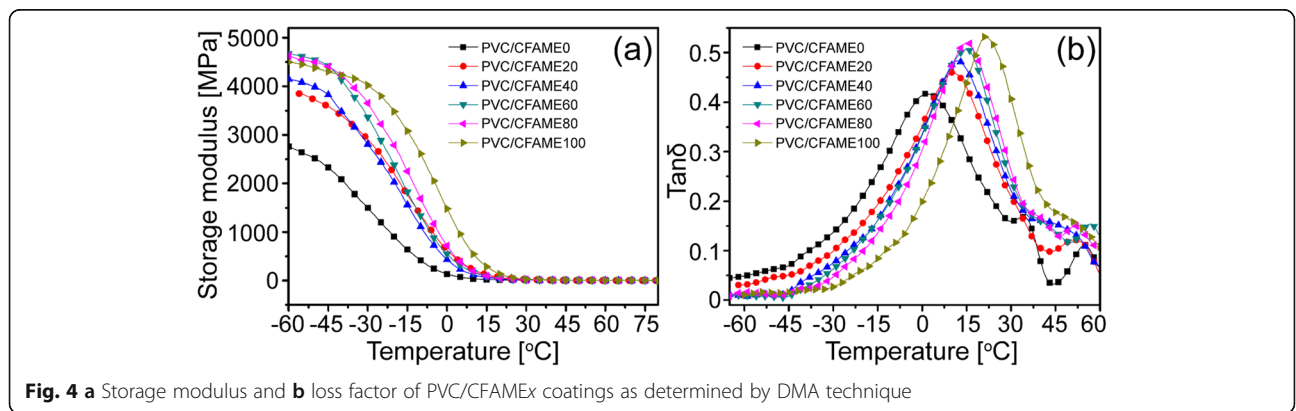 (a)
Storage modulus [MPa]
5000
4000
3000
2000
1000
0
PVC/CFAME0
PVC/CFAME20
PVC/CFAME40
PVC/CFAME60
PVC/CFAME80
PVC/CFAME100
-60 -45 -30 -15 0 15 30 45 60 75
Temperature [°C]
(b)
Tanδ
0.5
0.4
0.3
0.2
0.1
0
PVC/CFAME0
PVC/CFAME20
PVC/CFAME40
PVC/CFAME60
PVC/CFAME80
PVC/CFAME100
-60 -45 -30 -15 0 15 30 45 60
Temperature [°C]
Fig. 4 a Storage modulus and b loss factor of PVC/CFAMEx coatings as determined by DMA technique